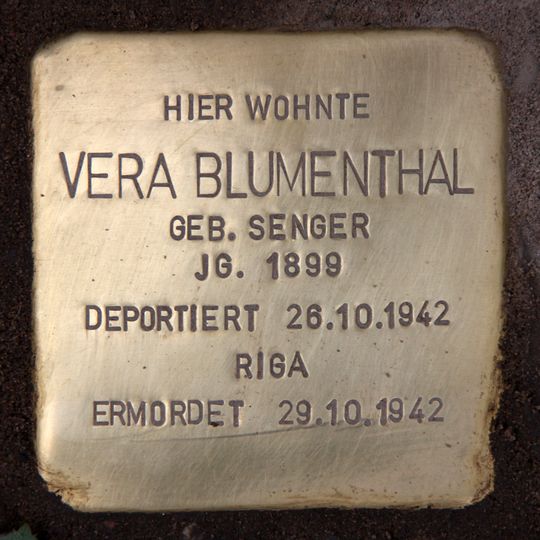 HIER WOHNTE
VERA BLUMENTHAL
GEB. SENGER
JG. 1899
DEPORTIERT 26.10.1942
RIGA
ERMORDET 29.10.1942